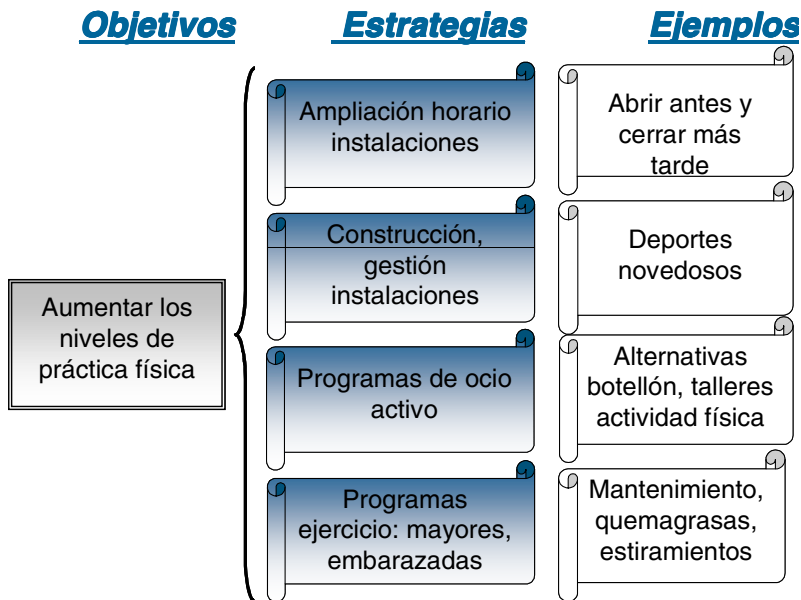 Objetivos
Estrategias
Ejemplos
Aumentar los
niveles de
práctica física
Ampliación horario
instalaciones
Abrir antes y
cerrar más
tarde
Construcción,
gestión
instalaciones
Deportes
novedosos
Programas de ocio
activo
Alternativas
botellón, talleres
actividad física
Programas
ejercicio: mayores,
embarazadas
Mantenimiento,
quemagrasas,
estiramientos